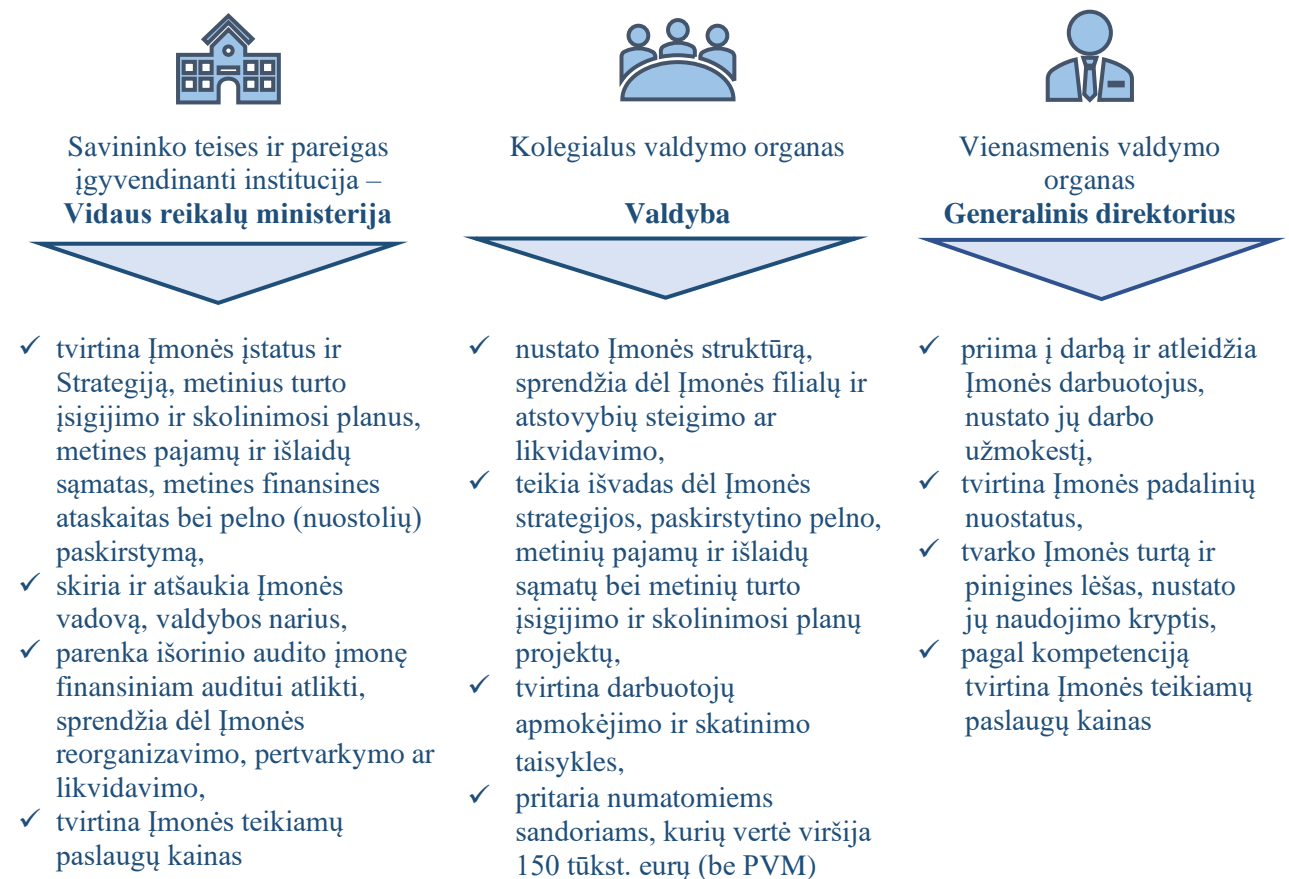 Savininko teises ir pareigas
įgyvendinanti institucija –
Vidaus reikalų ministerija
✓ tvirtina Įmonės įstatus ir
Strategiją, metinius turto
įsigijimo ir skolinimosi planus,
metines pajamų ir išlaidų
sąmatas, metines finansines
ataskaitas bei pelno (nuostolių)
paskirstymą,
✓ skiria ir atšaukia Įmonės
vadovą, valdybos narius,
✓ parenka išorinio audito įmonę
finansiniam auditui atlikti,
sprendžia dėl Įmonės
reorganizavimo, pertvarkymo ar
likvidavimo,
✓ tvirtina Įmonės teikiamų
paslaugų kainas
Kolegialus valdymo organas
Valdyba
✓ nustato Įmonės struktūrą,
sprendžia dėl Įmonės filialų ir
atstovybių steigimo ar
likvidavimo,
✓ teikia išvadas dėl Įmonės
strategijos, paskirstytino pelno,
metinių pajamų ir išlaidų
sąmatų bei metinių turto
įsigijimo ir skolinimosi planų
projektų,
✓ tvirtina darbuotojų
apmokėjimo ir skatinimo
taisykles,
✓ pritaria numatomiems
sandoriams, kurių vertė viršija
150 tūkst. eurų (be PVM)
Vienasmenis valdymo
organas
Generalinis direktorius
✓ priima į darbą ir atleidžia
Įmonės darbuotojus,
nustato jų darbo
užmokestį,
✓ tvirtina Įmonės padalinių
nuostatus,
✓ tvarko Įmonės turtą ir
pinigines lėšas, nustato
jų naudojimo kryptis,
✓ pagal kompetenciją
tvirtina Įmonės teikiamų
paslaugų kainas